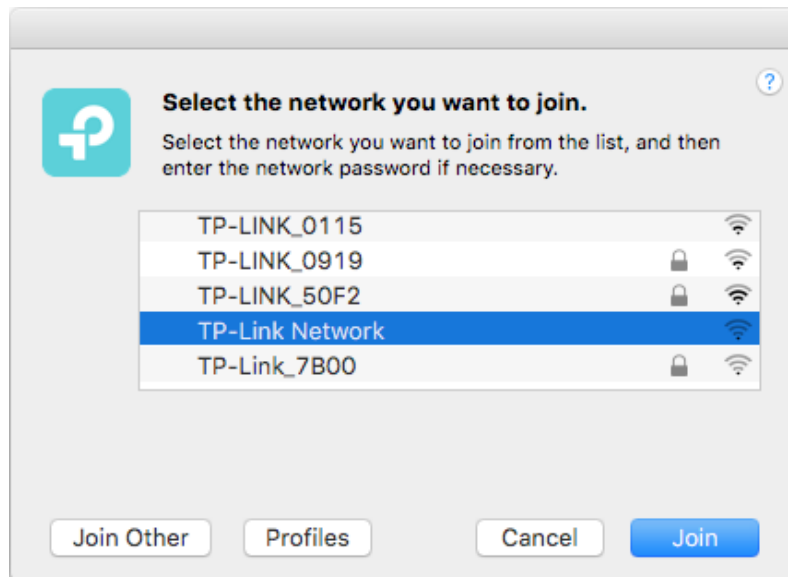 ?
Select the network you want to join.
Select the network you want to join from the list, and then
enter the network password if necessary.
TP-LINK_0115
TP-LINK_0919
TP-LINK_50F2
TP-Link Network
TP-Link_7B00
Join Other Profiles Cancel Join